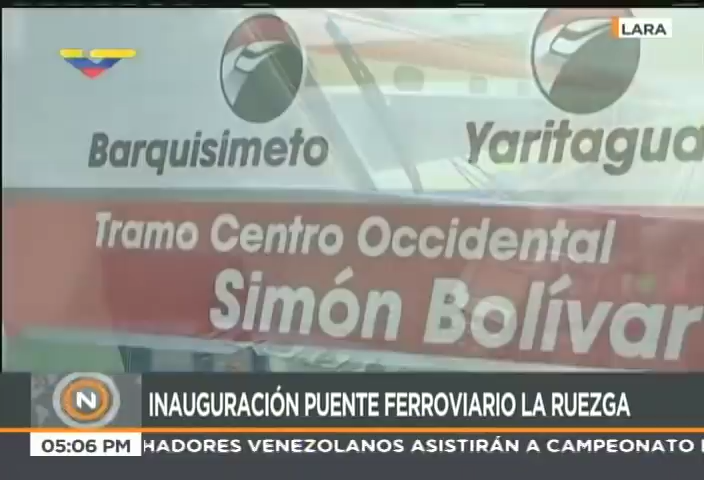 LARA
Barquisimeto
Yaritagua
Tramo Centro Occidental
Simón Bolívar
N
INAUGURACIÓN PUENTE FERROVIARIO LA RUEZGA
05:06 PM
HADORES VENEZOLANOS ASISTIRÁN A CAMPEONATO